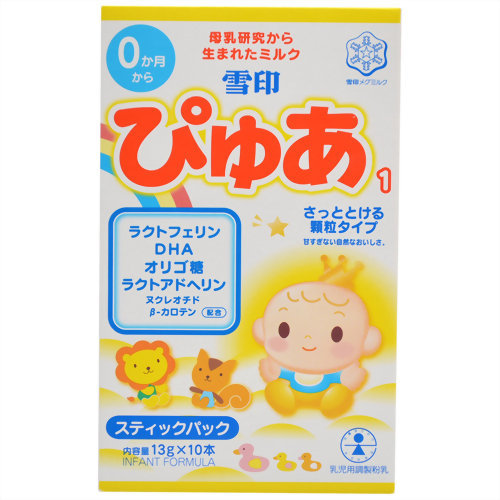 0か月
から
母乳研究から
生まれたミルク
雪印メグミルク
雪印
ぴゅあ1
さっととける
顆粒タイプ
甘すぎない自然なおいしさ。
ラクトフェリン
DHA
オリゴ糖
ラクトアドヘリン
ヌクレオチド
β-カロテン 配合
スティックパック
内容量13g×10本
INFANT FORMULA
乳児用調製粉乳